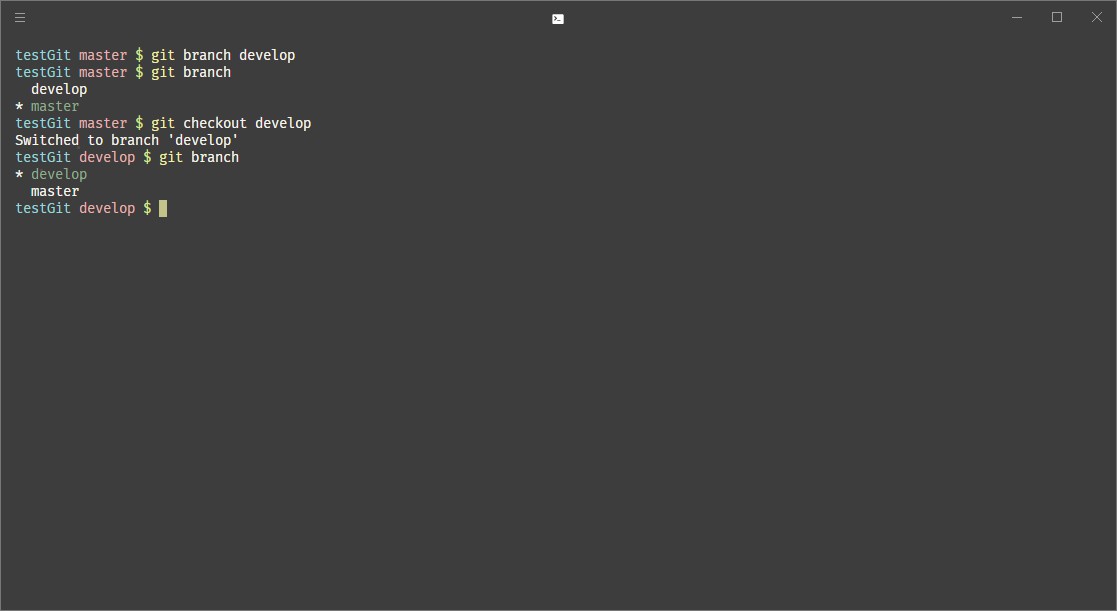 testGit master $ git branch develop
testGit master $ git branch
  develop
* master
testGit master $ git checkout develop
Switched to branch 'develop'
testGit develop $ git branch
* develop
  master
testGit develop $